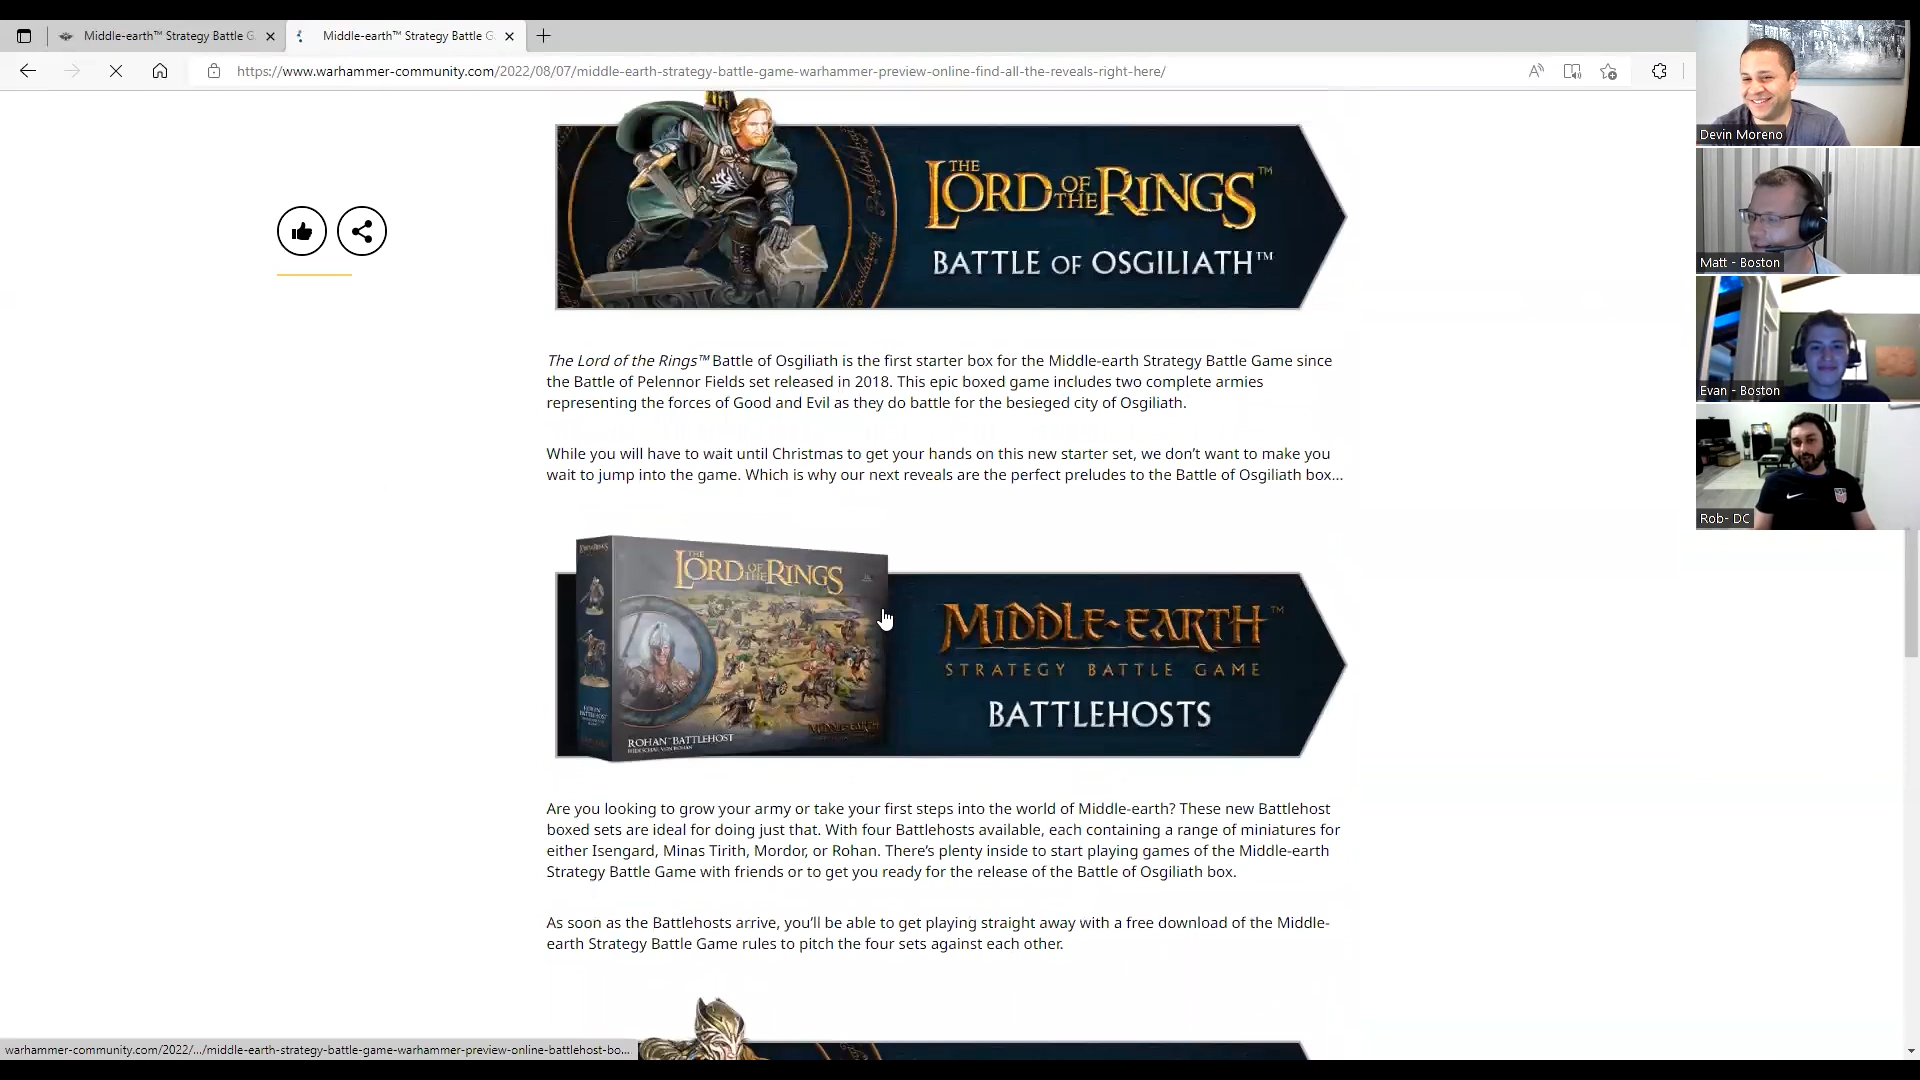 Middle-earth™ Strategy Battle G
Middle-earth™ Strategy Battle G
https://www.warhammer-community.com/2022/08/07/middle-earth-strategy-battle-game-warhammer-preview-online-find-all-the-reveals-right-here/
Devin Moreno
Matt - Boston
Evan - Boston
Rob- DC
THE
LORD OF THE RINGS™
BATTLE OF OSGILIATH™
The Lord of the Rings™ Battle of Osgiliath is the first starter box for the Middle-earth Strategy Battle Game since
the Battle of Pelennor Fields set released in 2018. This epic boxed game includes two complete armies
representing the forces of Good and Evil as they do battle for the besieged city of Osgiliath.
While you will have to wait until Christmas to get your hands on this new starter set, we don’t want to make you
wait to jump into the game. Which is why our next reveals are the perfect preludes to the Battle of Osgiliath box…
THE
LORD OF THE RINGS
ROHAN™ BATTLEHOST
MIDDLE-EARTH
MIDDLE-EARTH™
STRATEGY BATTLE GAME
BATTLEHOSTS
Are you looking to grow your army or take your first steps into the world of Middle-earth? These new Battlehost
boxed sets are ideal for doing just that. With four Battlehosts available, each containing a range of miniatures for
either Isengard, Minas Tirith, Mordor, or Rohan. There’s plenty inside to start playing games of the Middle-earth
Strategy Battle Game with friends or to get you ready for the release of the Battle of Osgiliath box.
As soon as the Battlehosts arrive, you’ll be able to get playing straight away with a free download of the Middle-
earth Strategy Battle Game rules to pitch the four sets against each other.
warhammer-community.com/2022/.../middle-earth-strategy-battle-game-warhammer-preview-online-battlehost-bo...